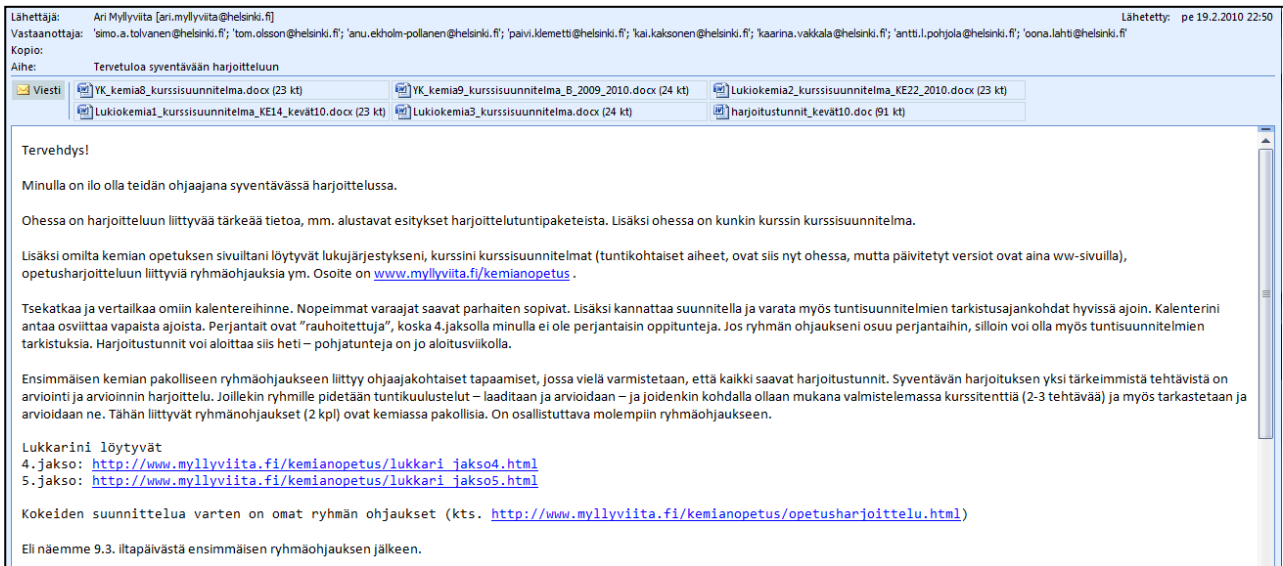 Lähettäjä: Ari Myllyviita [ari.myllyviita@helsinki.fi] Lähetetty: pe 19.2.2010 22:50
Vastaanottaja: 'simo.a.tolvanen@helsinki.fi'; 'tom.olsson@helsinki.fi'; 'anu.ekholm-pollanen@helsinki.fi'; 'paivi.klemetti@helsinki.fi'; 'kai.kaksonen@helsinki.fi'; 'kaarina.vakkala@helsinki.fi'; 'antti.l.pohjola@helsinki.fi'; 'oona.lahti@helsinki.fi'
Kopio:
Aihe: Tervetuloa syventävään harjoitteluun
Viesti YK_kemia8_kurssisuunnitelma.docx (23 kt) YK_kemia9_kurssisuunnitelma_B_2009_2010.docx (24 kt) Lukiokemia2_kurssisuunnitelma_KE22_2010.docx (23 kt)
Lukiokemia1_kurssisuunnitelma_KE14_kevät10.docx (23 kt) Lukiokemia3_kurssisuunnitelma.docx (24 kt) harjoitustunnit_kevät10.doc (91 kt)
Tervehdys!
Minulla on ilo olla teidän ohjaajana syventävässä harjoittelussa.
Ohessa on harjoitteluun liittyvää tärkeää tietoa, mm. alustavat esitykset harjoittelutuntipaketeista. Lisäksi ohessa on kunkin kurssin kurssisuunnitelma.
Lisäksi omilta kemian opetuksen sivuiltani löytyvät lukujärjestykseni, kurssini kurssisuunnitelmat (tuntikohtaiset aiheet, ovat siis nyt ohessa, mutta päivitetyt versiot ovat aina ww-sivuilla),
opetusharjoitteluun liittyviä ryhmäohjauksia ym. Osoite on www.myllyviita.fi/kemianopetus .
Tsekatkaa ja vertailkaa omiin kalentereihinne. Nopeimmat varaajat saavat parhaiten sopivat. Lisäksi kannattaa suunnitella ja varata myös tuntisuunnitelmien tarkistusajankohdat hyvissä ajoin. Kalenterini
antaa osviittaa vapaista ajoista. Perjantait ovat ”rauhoitettuja”, koska 4.jaksolla minulla ei ole perjantaisin oppitunteja. Jos ryhmän ohjaukseni osuu perjantaihin, silloin voi olla myös tuntisuunnitelmien
tarkistuksia. Harjoitustunnit voi aloittaa siis heti – pohjatunteja on jo aloitusviikolla.
Ensimmäisen kemian pakolliseen ryhmäohjaukseen liittyy ohjaajakohtaiset tapaamiset, jossa vielä varmistetaan, että kaikki saavat harjoitustunnit. Syventävän harjoituksen yksi tärkeimmistä tehtävistä on
arviointi ja arvioinnin harjoittelu. Joillekin ryhmille pidetään tuntikuulustelut – laaditaan ja arvioidaan – ja joidenkin kohdalla ollaan mukana valmistelemassa kurssitenttiä (2-3 tehtävää) ja myös tarkastetaan ja
arvioidaan ne. Tähän liittyvät ryhmänohjaukset (2 kpl) ovat kemiassa pakollisia. On osallistuttava molempiin ryhmäohjaukseen.
Lukkarini löytyvät
4.jakso: http://www.myllyviita.fi/kemianopetus/lukkari_jakso4.html
5.jakso: http://www.myllyviita.fi/kemianopetus/lukkari_jakso5.html
Kokeiden suunnittelua varten on omat ryhmän ohjaukset (kts. http://www.myllyviita.fi/kemianopetus/opetusharjoittelu.html)
Eli näemme 9.3. iltapäivästä ensimmäisen ryhmäohjauksen jälkeen.